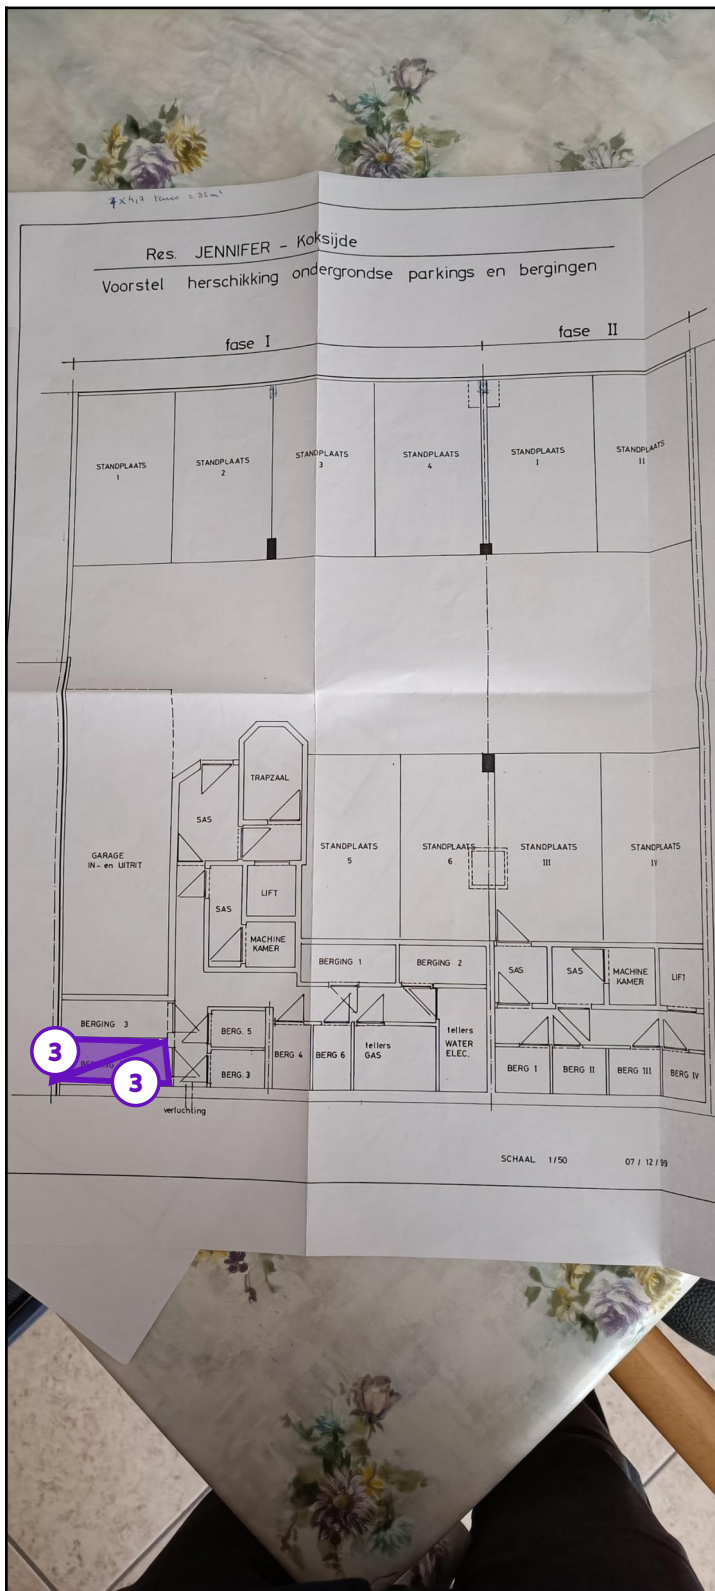 = 32 m²
Res. JENNIFER - Koksijde
Voorstel herschikking ondergrondse parkings en bergingen
fase I
fase II
STANDPLAATS
1
STANDPLAATS
2
STANDPLAATS
3
STANDPLAATS
4
STANDPLAATS
I
STANDPLAATS
II
TRAPZAAL
SAS
GARAGE
IN- en UITRIT
STANDPLAATS
5
STANDPLAATS
6
STANDPLAATS
III
STANDPLAATS
IV
LIFT
SAS
MACHINE
KAMER
BERGING 1
BERGING 2
SAS
SAS
MACHINE
KAMER
LIFT
BERGING 3
BERG. 5
BERG 4
BERG 6
tellers
GAS
tellers
WATER
ELEC.
3
3
BERG. 3
BERG 1
BERG II
BERG III
BERG IV
verluchting
SCHAAL 1/50
07 / 12 / 99